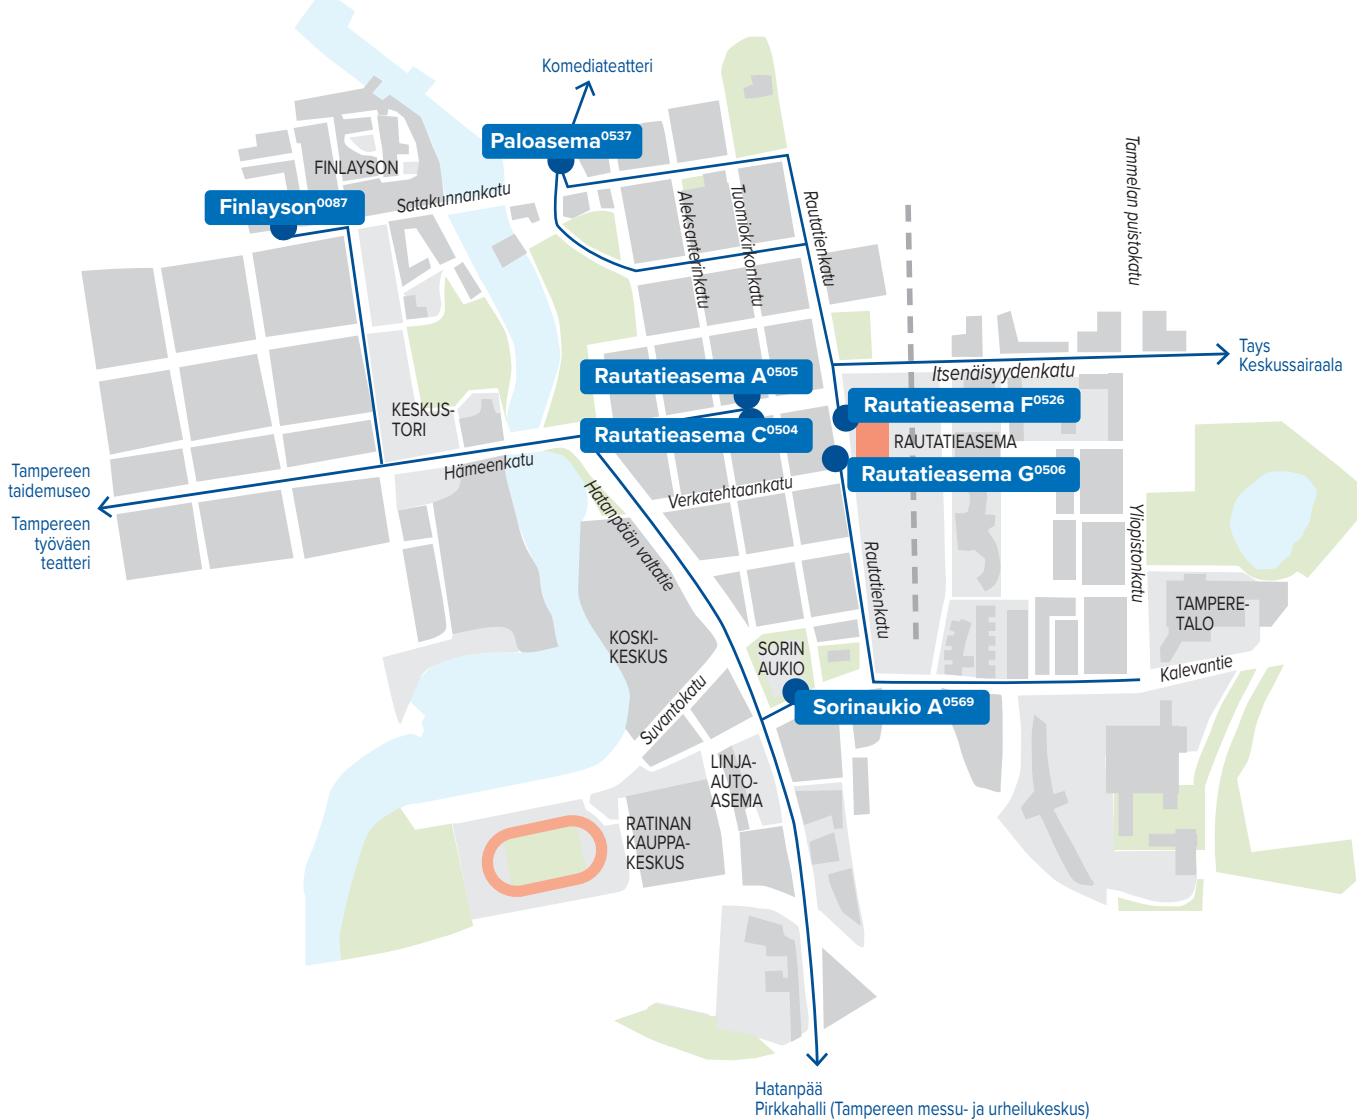 Komediateatteri
Paloasema0537
FINLAYSON
Satakunnankatu
Finlayson0087
Aleksanterinkatu
Tuomiokirkonkatu
Rautatienkatu
Tammelan puistokatu
Tays
Keskussairaala
Itsenäisyydenkatu
Rautatieasema A0505
Rautatieasema F0526
KESKUS-
TORI
Rautatieasema C0504
RAUTATIEASEMA
Hämeenkatu
Rautatieasema G0506
Tampereen
taidemuseo
Tampereen
työväen
teatteri
Verkatehtaankatu
Hatanpään valtatie
Rautatienkatu
Yliopistonkatu
TAMPERE-
TALO
KOSKI-
KESKUS
SORIN
AUKIO
Kalevantie
Suvantokatu
Sorinaukio A0569
LINJA-
AUTO-
ASEMA
RATINAN
KAUPPA-
KESKUS
Hatanpää
Pirkkahalli (Tampereen messu- ja urheilukeskus)